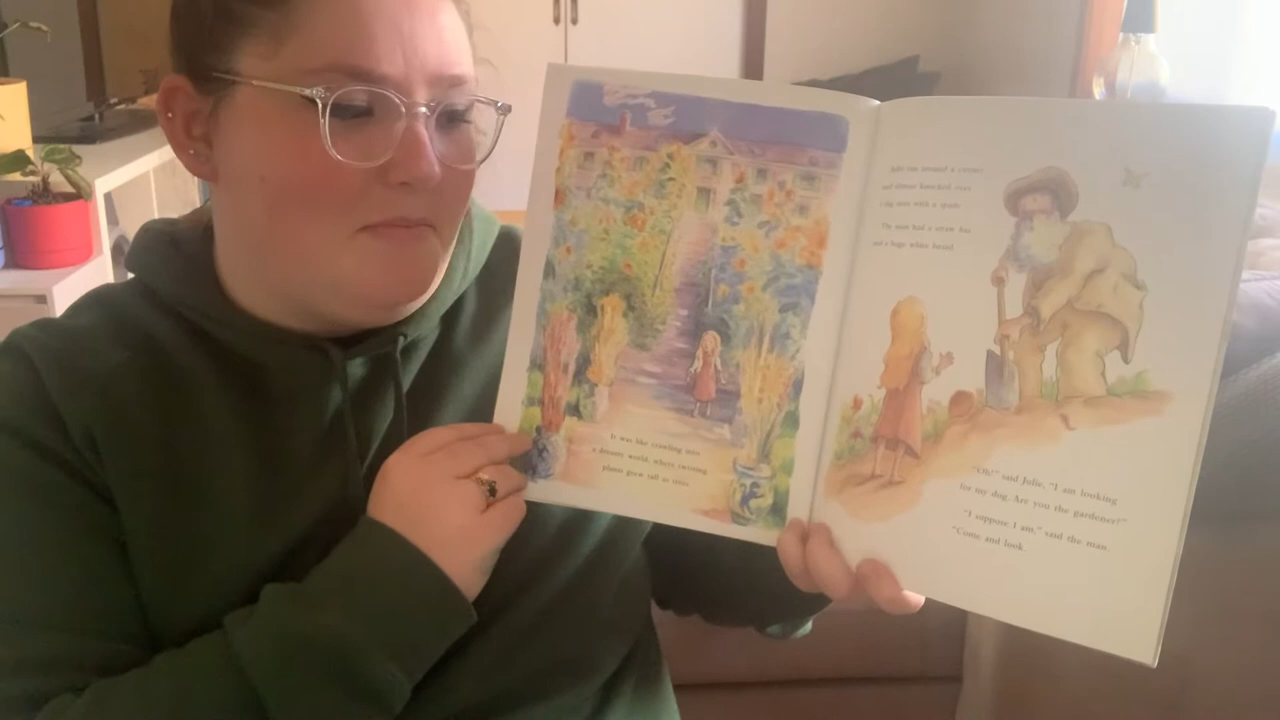 It was like crawling into
a dreamy world, where twisting
plants grew tall as trees.
Julie ran around a corner
and almost knocked over
a big man with a spade.
The man had a straw hat
and a huge white beard.
"Oh!" said Julie, "I am looking
for my dog. Are you the gardener?"
"I suppose I am," said the man.
"Come and look.